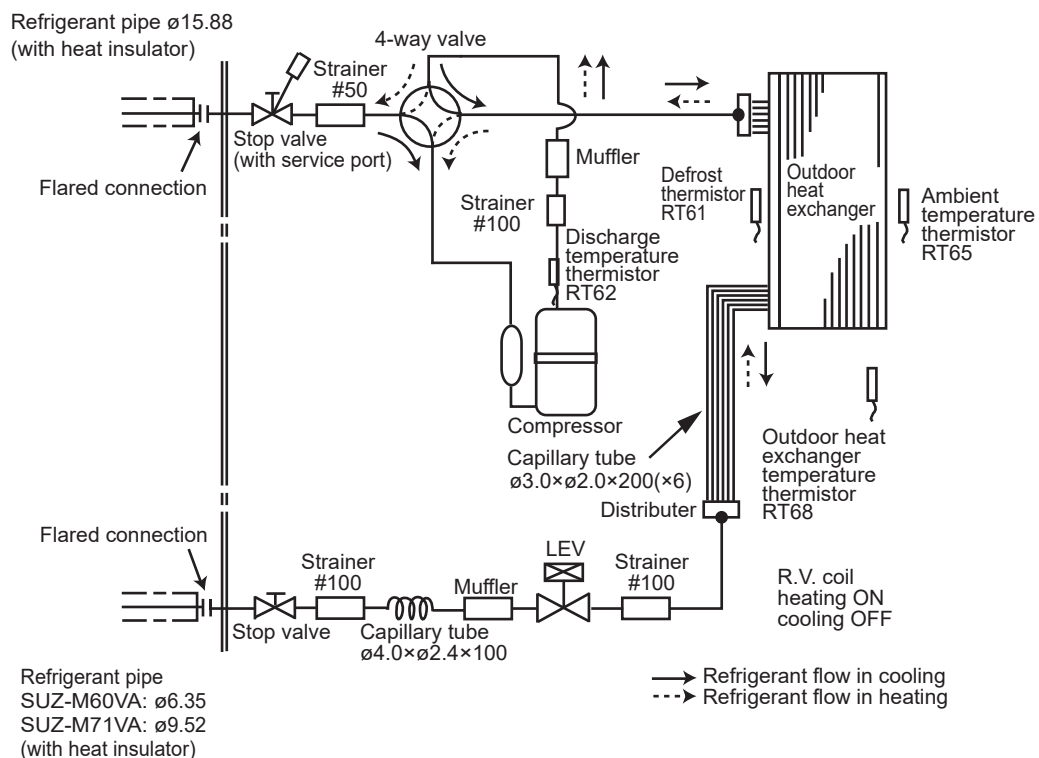 Refrigerant pipe ø15.88
(with heat insulator)
4-way valve
Strainer
#50
Stop valve
(with service port)
Flared connection
Muffler
Strainer
#100
Discharge
temperature
thermistor
RT62
Defrost
thermistor
RT61
Outdoor
heat
exchanger
Ambient
temperature
thermistor
RT65
Compressor
Capillary tube
ø3.0×ø2.0×200(×6)
Outdoor heat
exchanger
temperature
thermistor
RT68
Distributer
Flared connection
Strainer
#100
Muffler
LEV
Strainer
#100
Stop valve
Capillary tube
ø4.0×ø2.4×100
R.V. coil
heating ON
cooling OFF
Refrigerant pipe
SUZ-M60VA: ø6.35
SUZ-M71VA: ø9.52
(with heat insulator)
Refrigerant flow in cooling
Refrigerant flow in heating